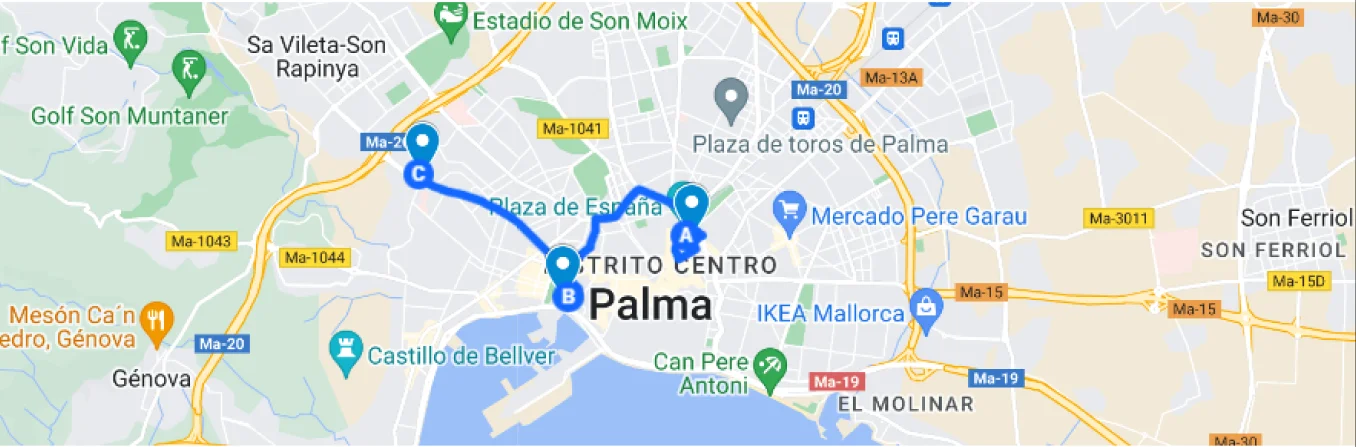 Ma-30
Estadio de Son Moix
f Son Vida
Sa Vileta-Son
Rapinya
Ma-13A
Ma-20
Golf Son Muntaner
Ma-1041
Plaza de toros de Palma
C
Plaza de España
Mercado Pere Garau
Ma-3011
Son Ferriol
A
Ma-1043
SON FERRIOL
Ma-1044
CENTRO
B
Ma-15D
Palma
Ma-15
Ma-15
Mesón Ca´n
edro, Génova
IKEA Mallorca
Ma-20
Castillo de Bellver
Can Pere
Antoni
Génova
Ma-19
Ma-19
EL MOLINAR
Ma-30